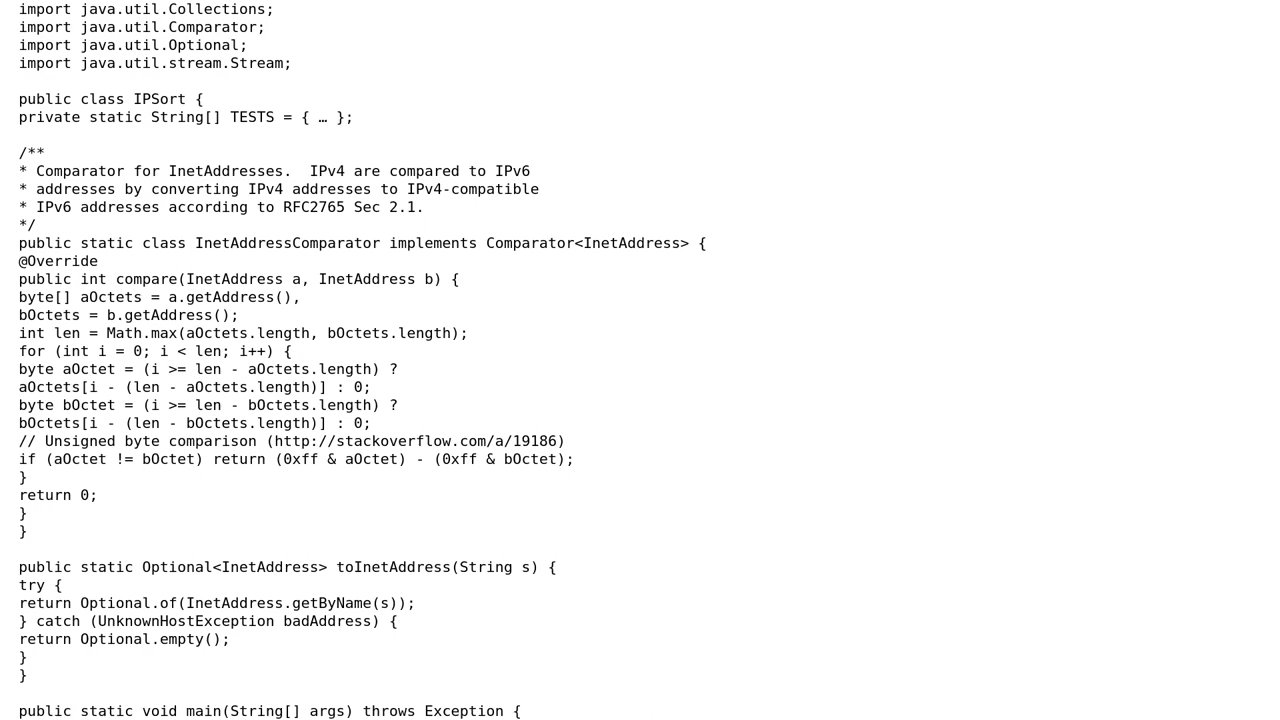 import java.util.Collections;
import java.util.Comparator;
import java.util.Optional;
import java.util.stream.Stream;

public class IPSort {
private static String[] TESTS = { … };

/**
* Comparator for InetAddresses.  IPv4 are compared to IPv6
* addresses by converting IPv4 addresses to IPv4-compatible
* IPv6 addresses according to RFC2765 Sec 2.1.
*/
public static class InetAddressComparator implements Comparator<InetAddress> {
@Override
public int compare(InetAddress a, InetAddress b) {
byte[] aOctets = a.getAddress(),
bOctets = b.getAddress();
int len = Math.max(aOctets.length, bOctets.length);
for (int i = 0; i < len; i++) {
byte aOctet = (i >= len - aOctets.length) ?
aOctets[i - (len - aOctets.length)] : 0;
byte bOctet = (i >= len - bOctets.length) ?
bOctets[i - (len - bOctets.length)] : 0;
// Unsigned byte comparison (http://stackoverflow.com/a/19186)
if (aOctet != bOctet) return (0xff & aOctet) - (0xff & bOctet);
}
return 0;
}
}

public static Optional<InetAddress> toInetAddress(String s) {
try {
return Optional.of(InetAddress.getByName(s));
} catch (UnknownHostException badAddress) {
return Optional.empty();
}
}

public static void main(String[] args) throws Exception {